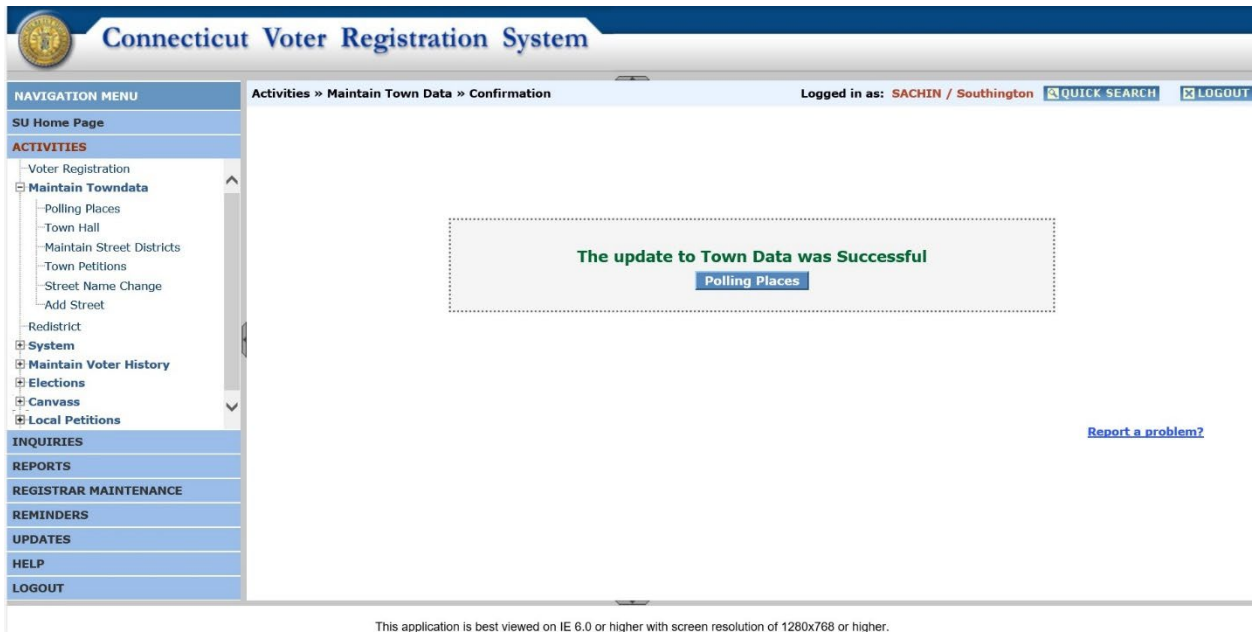 Connecticut Voter Registration System
NAVIGATION MENU
SU Home Page
ACTIVITIES
Voter Registration
Maintain Towndata
Polling Places
Town Hall
Maintain Street Districts
Town Petitions
Street Name Change
Add Street
Redistrict
System
Maintain Voter History
Elections
Canvass
Local Petitions
INQUIRIES
REPORTS
REGISTRAR MAINTENANCE
REMINDERS
UPDATES
HELP
LOGOUT
Activities » Maintain Town Data » Confirmation
Logged in as: SACHIN / Southington QUICK SEARCH LOGOUT
The update to Town Data was Successful
Polling Places
Report a problem?
This application is best viewed on IE 6.0 or higher with screen resolution of 1280x768 or higher.